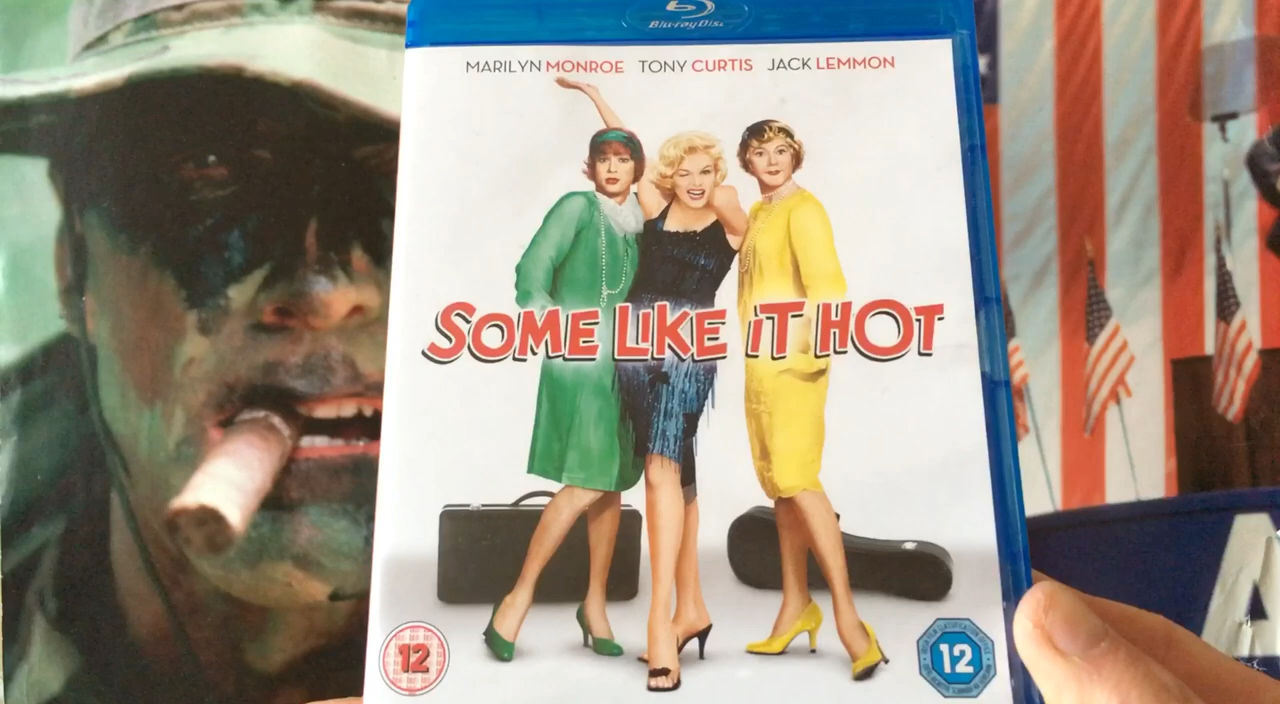 Blu-ray Disc
MARILYN MONROE TONY CURTIS JACK LEMMON
SOME LIKE IT HOT
12
12
A